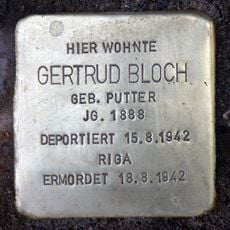 HIER WOHNTE
GERTRUD BLOCH
GEB. PUTTER
JG. 1888
DEPORTIERT 15.8.1942
RIGA
ERMORDET 18.8.1942